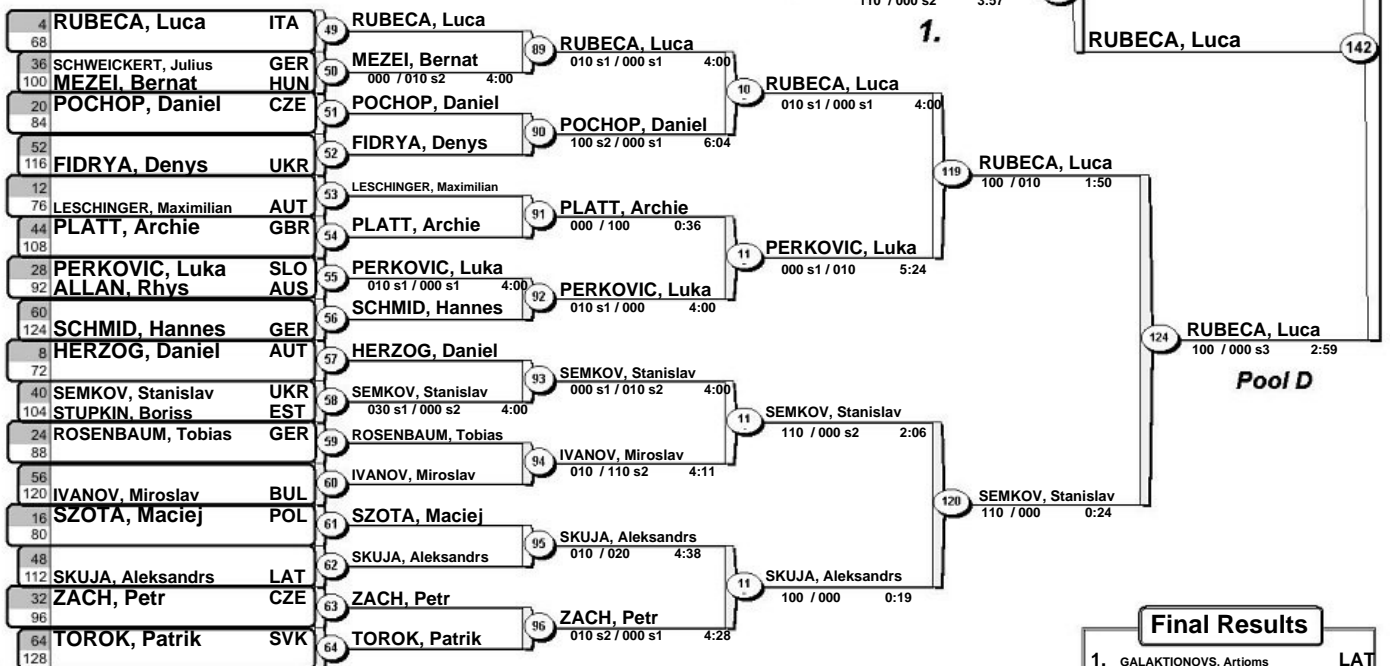 110 / 000 s2 3:57
1.
RUBECA, Luca
142
4 RUBECA, Luca ITA
68
36 SCHWEICKERT, Julius GER
100 MEZEI, Bernat HUN
20 POCHOP, Daniel CZE
84
52
116 FIDRYA, Denys UKR
12
76 LESCHINGER, Maximilian AUT
44 PLATT, Archie GBR
108
28 PERKOVIC, Luka SLO
92 ALLAN, Rhys AUS
60
124 SCHMID, Hannes GER
8 HERZOG, Daniel AUT
72
40 SEMKOV, Stanislav UKR
104 STUPKIN, Boriss EST
24 ROSENBAUM, Tobias GER
88
56
120 IVANOV, Miroslav BUL
16 SZOTA, Maciej POL
80
48
112 SKUJA, Aleksandrs LAT
32 ZACH, Petr CZE
96
64 TOROK, Patrik SVK
128
49 RUBECA, Luca
50 MEZEI, Bernat
000 / 010 s2 4:00
51 POCHOP, Daniel
52 FIDRYA, Denys
53 LESCHINGER, Maximilian
54 PLATT, Archie
55 PERKOVIC, Luka
010 s1 / 000 s1 4:00
56 SCHMID, Hannes
57 HERZOG, Daniel
58 SEMKOV, Stanislav
030 s1 / 000 s2 4:00
59 ROSENBAUM, Tobias
60 IVANOV, Miroslav
61 SZOTA, Maciej
62 SKUJA, Aleksandrs
63 ZACH, Petr
64 TOROK, Patrik
89 RUBECA, Luca
010 s1 / 000 s1 4:00
90 POCHOP, Daniel
100 s2 / 000 s1 6:04
91 PLATT, Archie
000 / 100 0:36
92 PERKOVIC, Luka
010 s1 / 000 4:00
93 SEMKOV, Stanislav
000 s1 / 010 s2 4:00
94 IVANOV, Miroslav
010 / 110 s2 4:11
95 SKUJA, Aleksandrs
010 / 020 4:38
96 ZACH, Petr
010 s2 / 000 s1 4:28
10 RUBECA, Luca
010 s1 / 000 s1 4:00
11 PERKOVIC, Luka
000 s1 / 010 5:24
11 SEMKOV, Stanislav
110 / 000 s2 2:06
11 SKUJA, Aleksandrs
100 / 000 0:19
119 RUBECA, Luca
100 / 010 1:50
120 SEMKOV, Stanislav
110 / 000 0:24
124 RUBECA, Luca
100 / 000 s3 2:59
Pool D
Final Results
1. GALAKTIONOVS, Artjoms LAT